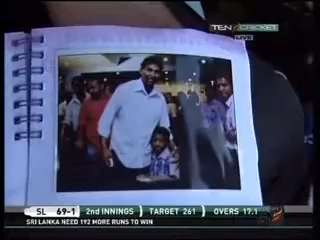 TEN CRICKET
LIVE
SL 69-1 2nd INNINGS TARGET 261 OVERS 17.1
SRI LANKA NEED 192 MORE RUNS TO WIN